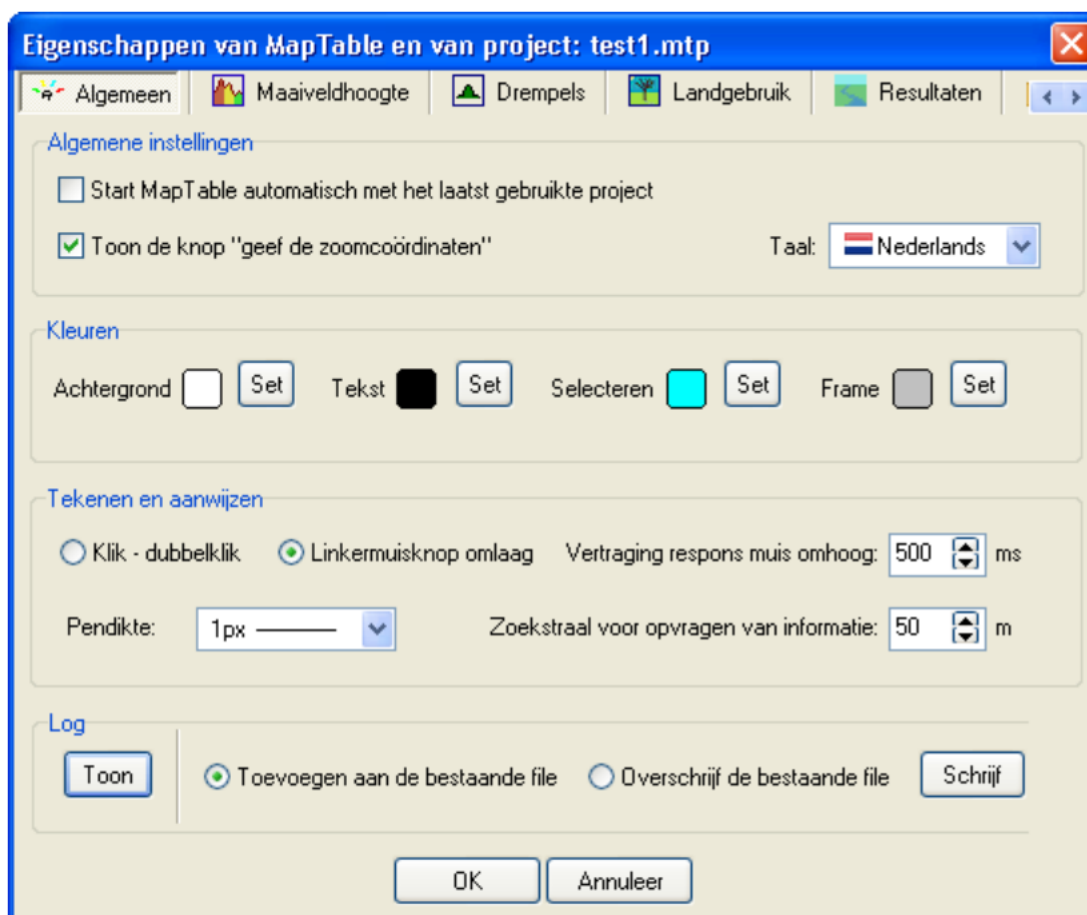 Eigenschappen van MapTable en van project: test1.mtp
Algemeen Maaiveldhoogte Drempels Landgebruik Resultaten
Algemene instellingen
Start MapTable automatisch met het laatst gebruikte project
Toon de knop "geef de zoomcoördinaten" Taal: Nederlands
Kleuren
Achtergrond Set Tekst Set Selecteren Set Frame Set
Tekenen en aanwijzen
Klik - dubbelklik Linkermuisknop omlaag Vertraging respons muis omhoog: 500 ms
Pendikte: 1px Zoekstraal voor opvragen van informatie: 50 m
Log
Toon Toevoegen aan de bestaande file Overschrijf de bestaande file Schrijf
OK Annuleer